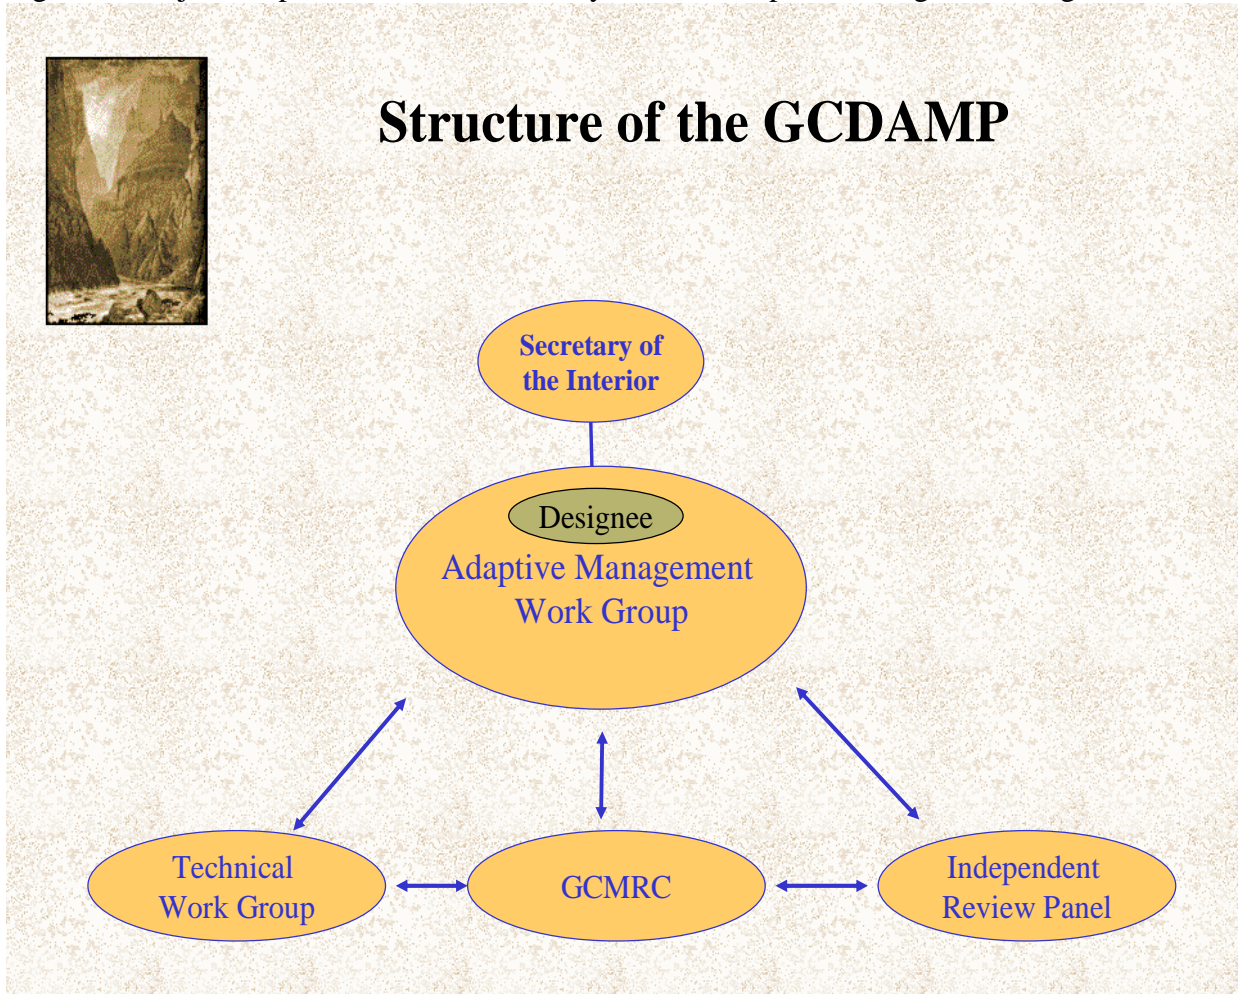 Structure of the GCDAMP
Secretary of
the Interior
Designee
Adaptive Management
Work Group
Technical
Work Group
GCMRC
Independent
Review Panel